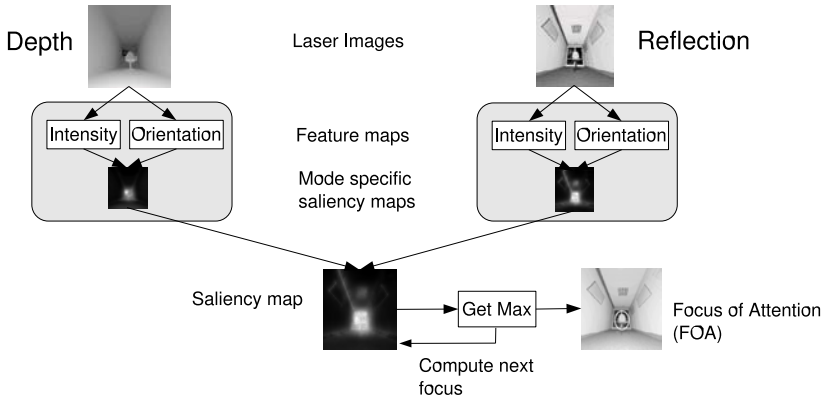 Depth
Laser Images
Reflection
Intensity
Orientation
Feature maps
Intensity
Orientation
Mode specific
saliency maps
Saliency map
Get Max
Focus of Attention
(FOA)
Compute next
focus